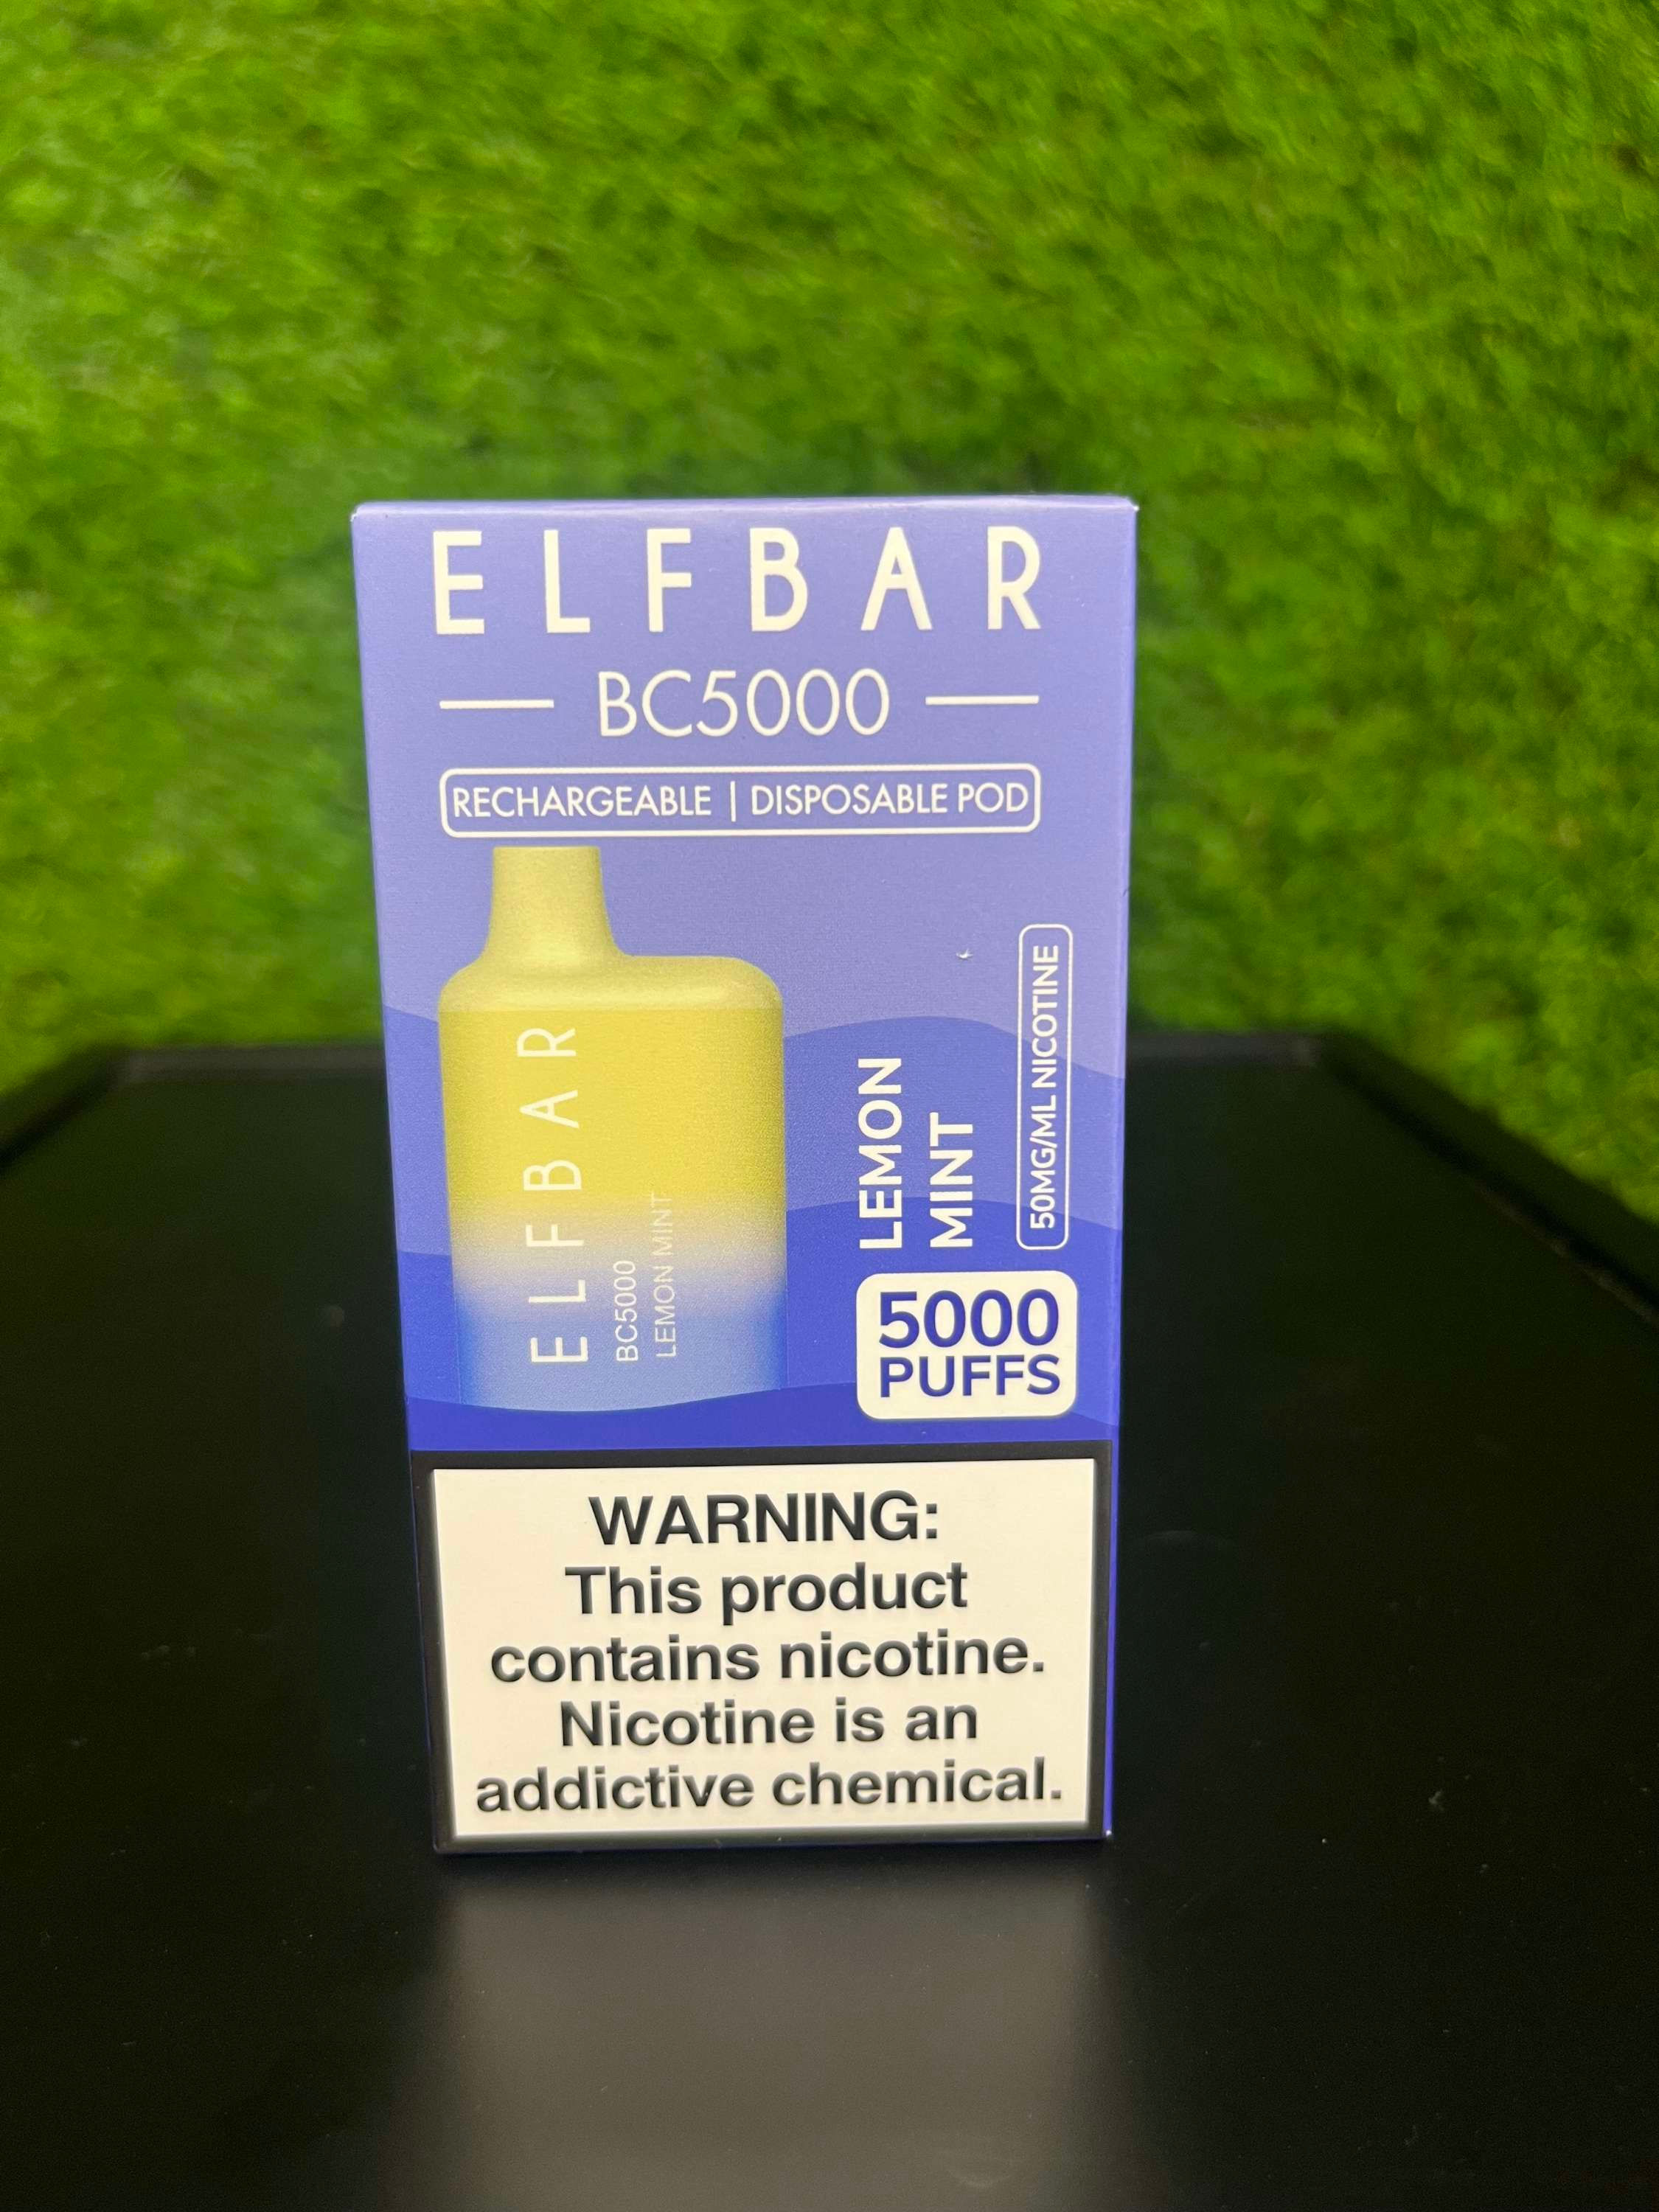 ELFBAR
BC5000
RECHARGEABLE | DISPOSABLE POD
ELFBAR
BC5000
LEMON MINT
LEMON
MINT
50MG/ML NICOTINE
5000
PUFFS
WARNING:
This product
contains nicotine.
Nicotine is an
addictive chemical.